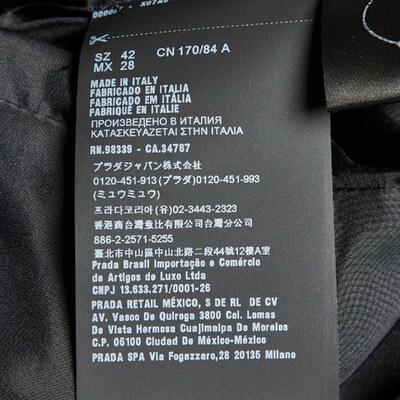 SZ 42 CN 170/84 A
MX 28
MADE IN ITALY
FABRICADO EN ITALIA
FABRICADO EM ITÁLIA
FABRIQUÉ EN ITALIE
ПРОИЗВЕДЕНО В ИТАЛИЯ
ΚΑΤΑΣΚΕΥΑΖΕΤΑΙ ΣΤΗΝ ΙΤΑΛΙΑ
RN.98339 - CA.34767
プラダジャパン株式会社
0120-451-913 (プラダ) 0120-451-993
(ミュウミュウ)
프라다코리아 (유)02-3443-2323
香港商台灣普比有限公司台灣分公司
886-2-2571-5255
臺北市中山區中山北路二段44號12樓A室
Prada Brasil Importação e Comércio
de Artigos de Luxo Ltda
CNPJ 13.633.271/0001-26
PRADA RETAIL MÉXICO, S DE RL DE CV
AV. Vasco De Quiroga 3800 Col. Lomas
De Vista Hermosa Cuajimalpa De Morelos
C.P. 05100 Ciudad De México-México
PRADA SPA Via Fogazzaro,28 20135 Milano